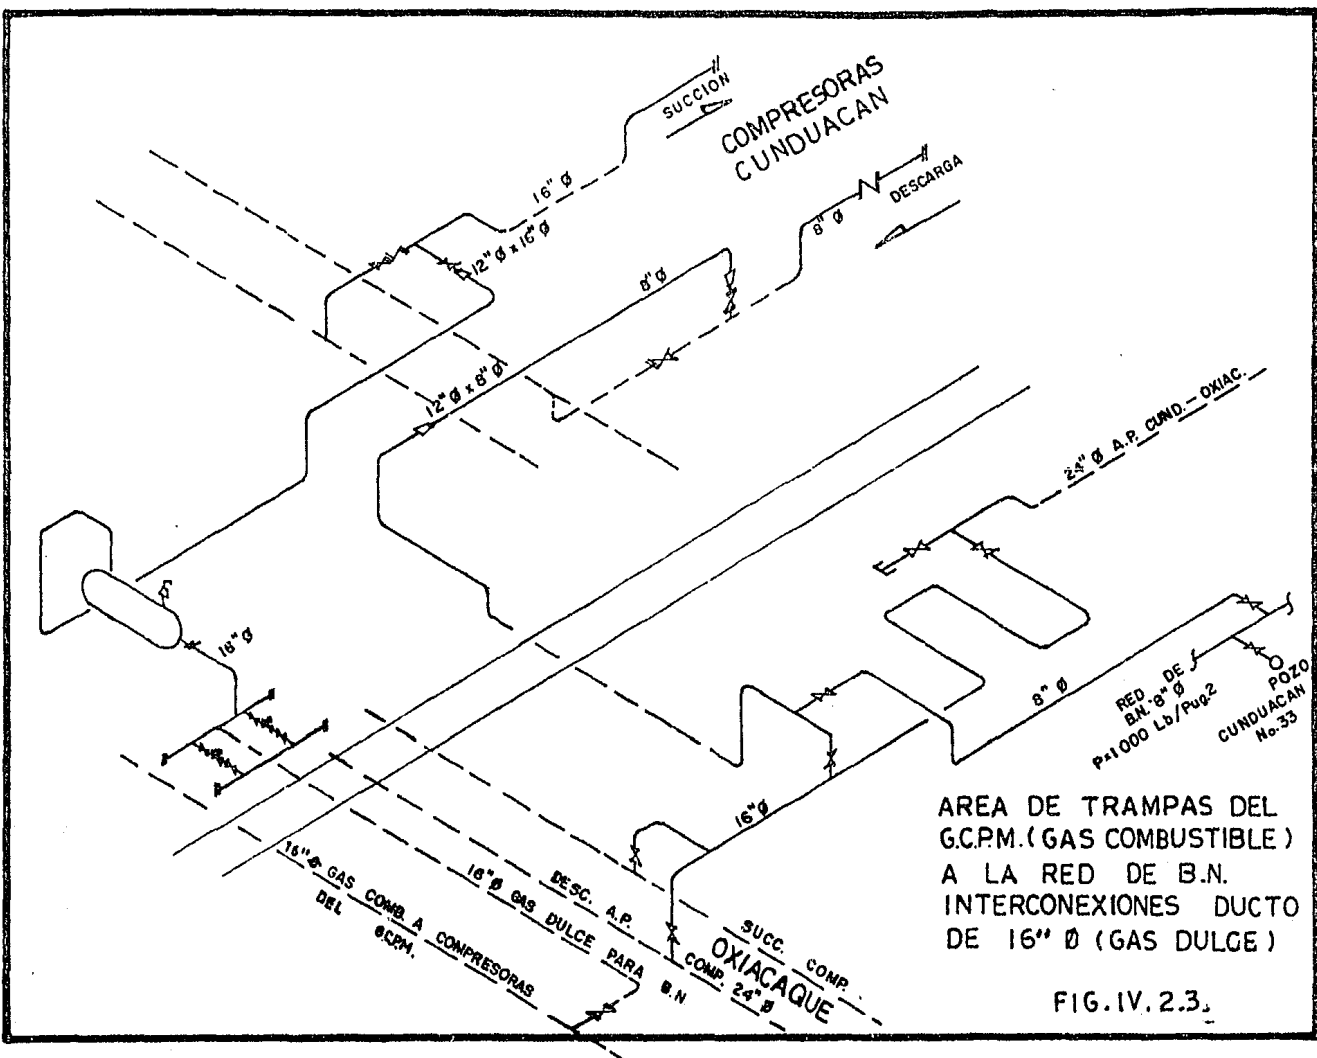 SUCCION
COMPRESORAS
CUNDUACAN
16" Ø
12" Ø x 16" Ø
8" Ø
DESCARGA
8" Ø
12" Ø x 8" Ø
24" Ø A.P. CUND.-OXIAC.
16" Ø
8" Ø
RED DE
B.N. 8" Ø
P=1000 Lb/Pug.2
POZO
CUNDUACAN
No. 33
16" Ø
16" Ø GAS COMB. A COMPRESORAS
DEL G.C.P.M.
16" Ø GAS DULCE PARA B.N
DESC. A.P. COMP. 24" Ø
OXIACAQUE
SUCC. COMP.
AREA DE TRAMPAS DEL
G.C.P.M. (GAS COMBUSTIBLE)
A LA RED DE B.N.
INTERCONEXIONES DUCTO
DE 16" Ø (GAS DULCE)
FIG. IV. 2.3.